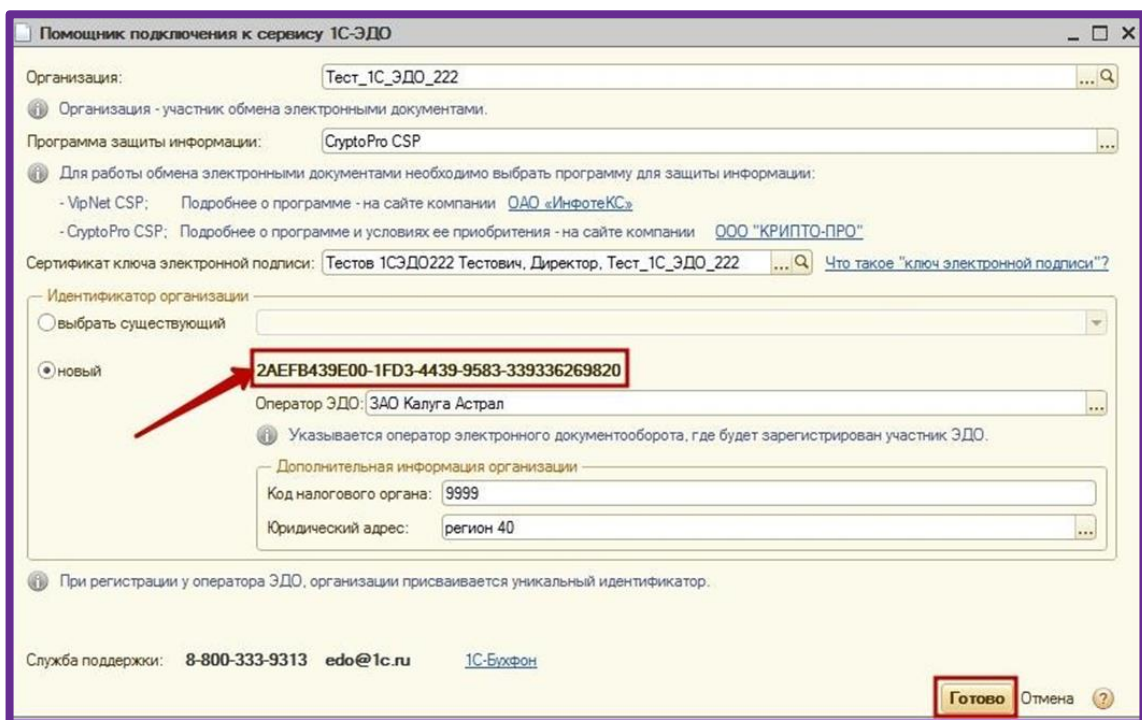 Помощник подключения к сервису 1С-ЭДО
Организация: Тест_1С_ЭДО_222
Организация - участник обмена электронными документами.
Программа защиты информации: CryptoPro CSP
Для работы обмена электронными документами необходимо выбрать программу для защиты информации:
- VipNet CSP; Подробнее о программе - на сайте компании ОАО «ИнфотеКС»
- CryptoPro CSP; Подробнее о программе и условиях ее приобритения - на сайте компании ООО "КРИПТО-ПРО"
Сертификат ключа электронной подписи: Тестов 1СЭДО222 Тестович, Директор, Тест_1С_ЭДО_222 ... Что такое "ключ электронной подписи"?
Идентификатор организации
выбрать существующий
новый 2AEFB439E00-1FD3-4439-9583-339336269820
Оператор ЭДО: ЗАО Калуга Астрал
Указывается оператор электронного документооборота, где будет зарегистрирован участник ЭДО.
Дополнительная информация организации
Код налогового органа: 9999
Юридический адрес: регион 40
При регистрации у оператора ЭДО, организации присваивается уникальный идентификатор.
Служба поддержки: 8-800-333-9313 edo@1c.ru 1С-Бухфон
Готово Отмена ?